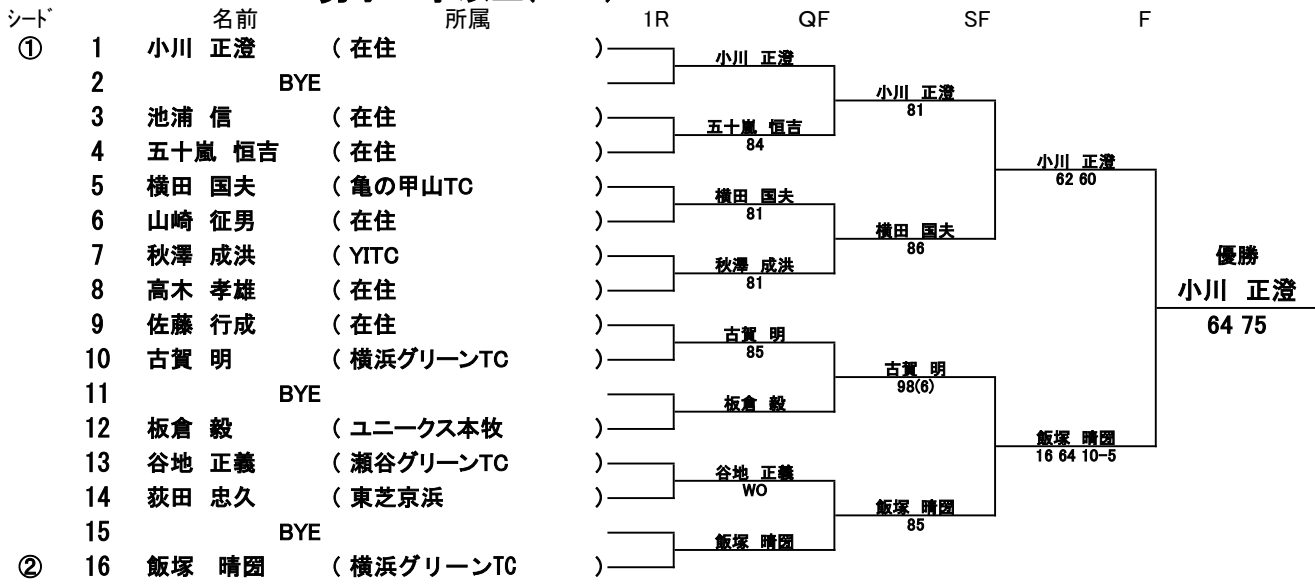 シード 名前 所属 1R QF SF F
① 1 小川 正澄 ( 在住 )
小川 正澄
2 BYE
小川 正澄
81
3 池浦 信 ( 在住 )
五十嵐 恒吉
84
4 五十嵐 恒吉 ( 在住 )
小川 正澄
62 60
5 横田 国夫 ( 亀の甲山TC )
横田 国夫
81
6 山崎 征男 ( 在住 )
横田 国夫
86
7 秋澤 成洪 ( YITC )
秋澤 成洪
81
8 高木 孝雄 ( 在住 )
優勝
小川 正澄
64 75
9 佐藤 行成 ( 在住 )
古賀 明
85
10 古賀 明 ( 横浜グリーンTC )
古賀 明
98(6)
11 BYE
板倉 毅
12 板倉 毅 ( ユニークス本牧 )
飯塚 晴圀
16 64 10-5
13 谷地 正義 ( 瀬谷グリーンTC )
谷地 正義
WO
14 荻田 忠久 ( 東芝京浜 )
飯塚 晴圀
85
15 BYE
飯塚 晴圀
② 16 飯塚 晴圀 ( 横浜グリーンTC )